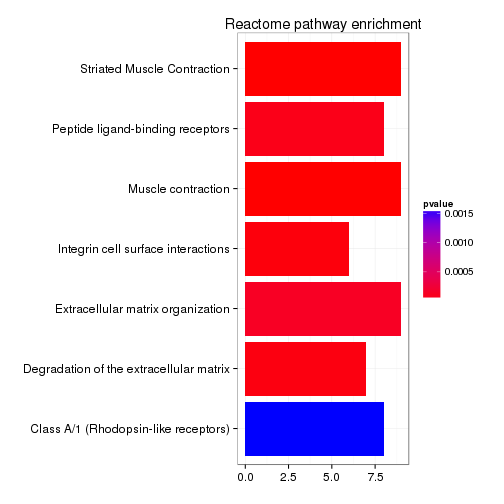 Reactome pathway enrichment
Striated Muscle Contraction
Peptide ligand-binding receptors
Muscle contraction
Integrin cell surface interactions
Extracellular matrix organization
Degradation of the extracellular matrix
Class A/1 (Rhodopsin-like receptors)
0.0 2.5 5.0 7.5
pvalue
0.0015
0.0010
0.0005